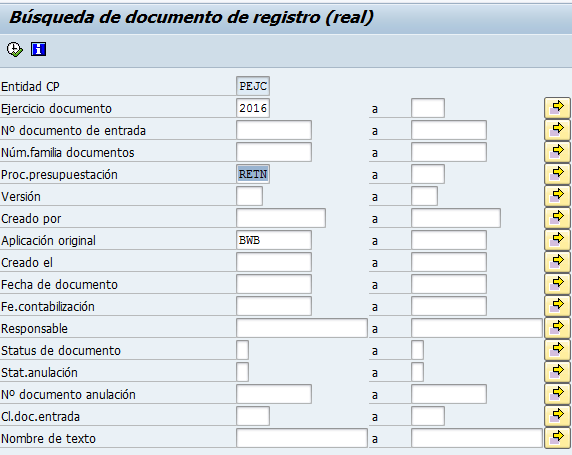 Búsqueda de documento de registro (real)
Entidad CP PEJC
Ejercicio documento 2016 a
Nº documento de entrada a
Núm.familia documentos a
Proc.presupuestación RETN a
Versión a
Creado por a
Aplicación original BWB a
Creado el a
Fecha de documento a
Fe.contabilización a
Responsable a
Status de documento a
Stat.anulación a
Nº documento anulación a
Cl.doc.entrada a
Nombre de texto a